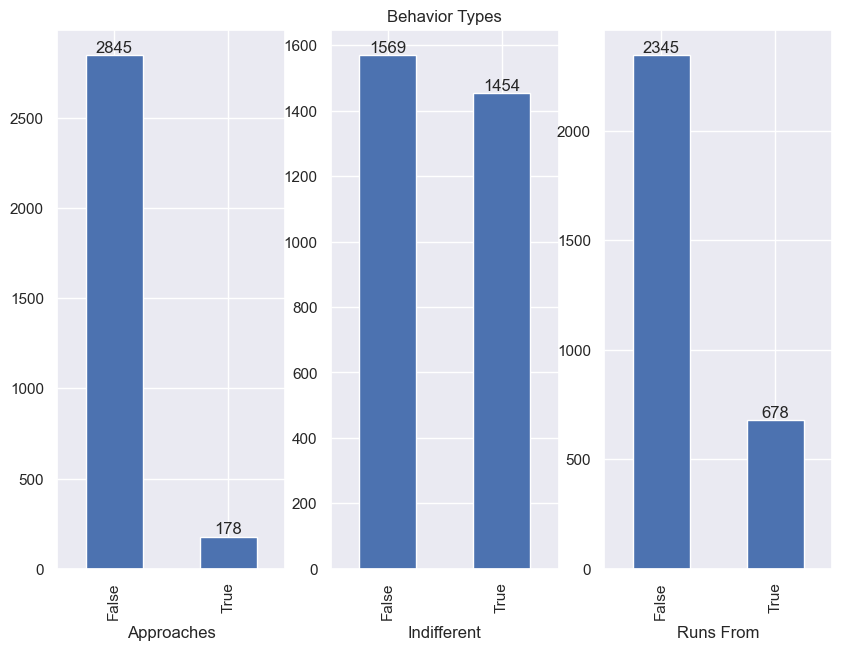 Behavior Types
2845
178
2500
2000
1500
1000
500
0
False
True
Approaches
1569
1454
1600
1400
1200
1000
800
600
400
200
0
False
True
Indifferent
2345
678
2000
1500
1000
500
0
False
True
Runs From